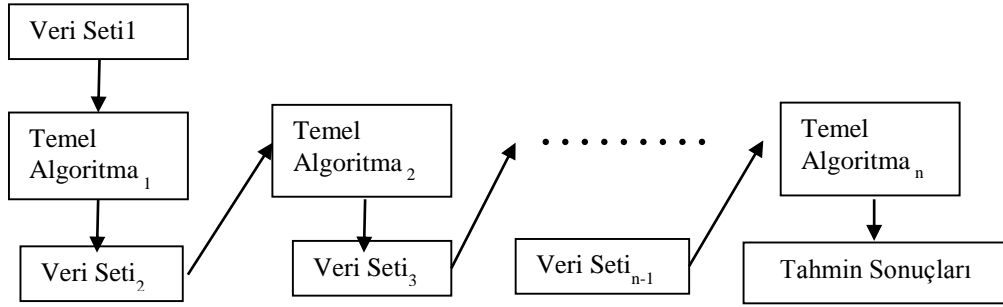 Veri Seti1
Temel
Algoritma 1
Veri Seti2
Temel
Algoritma 2
Veri Seti3
.........
Veri Setin-1
Temel
Algoritma n
Tahmin Sonuçları